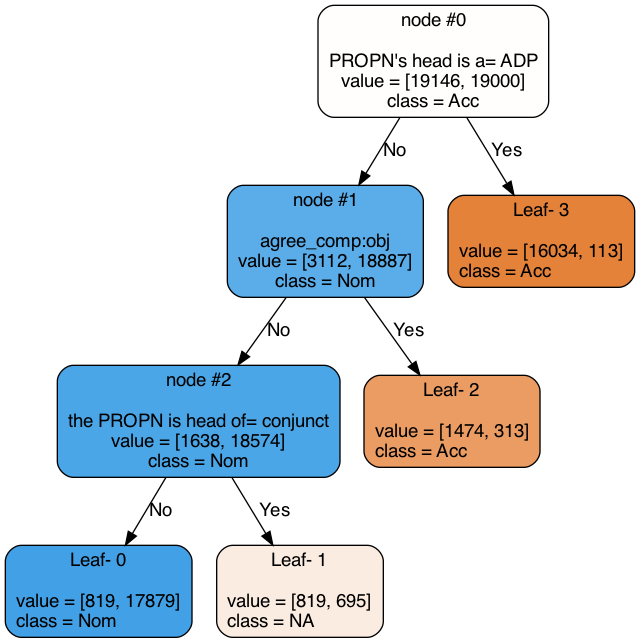 node #0
PROPN's head is a= ADP
value = [19146, 19000]
class = Acc
No
Yes
node #1
agree_comp:obj
value = [3112, 18887]
class = Nom
Leaf- 3
value = [16034, 113]
class = Acc
No
Yes
node #2
the PROPN is head of= conjunct
value = [1638, 18574]
class = Nom
Leaf- 2
value = [1474, 313]
class = Acc
No
Yes
Leaf- 0
value = [819, 17879]
class = Nom
Leaf- 1
value = [819, 695]
class = NA